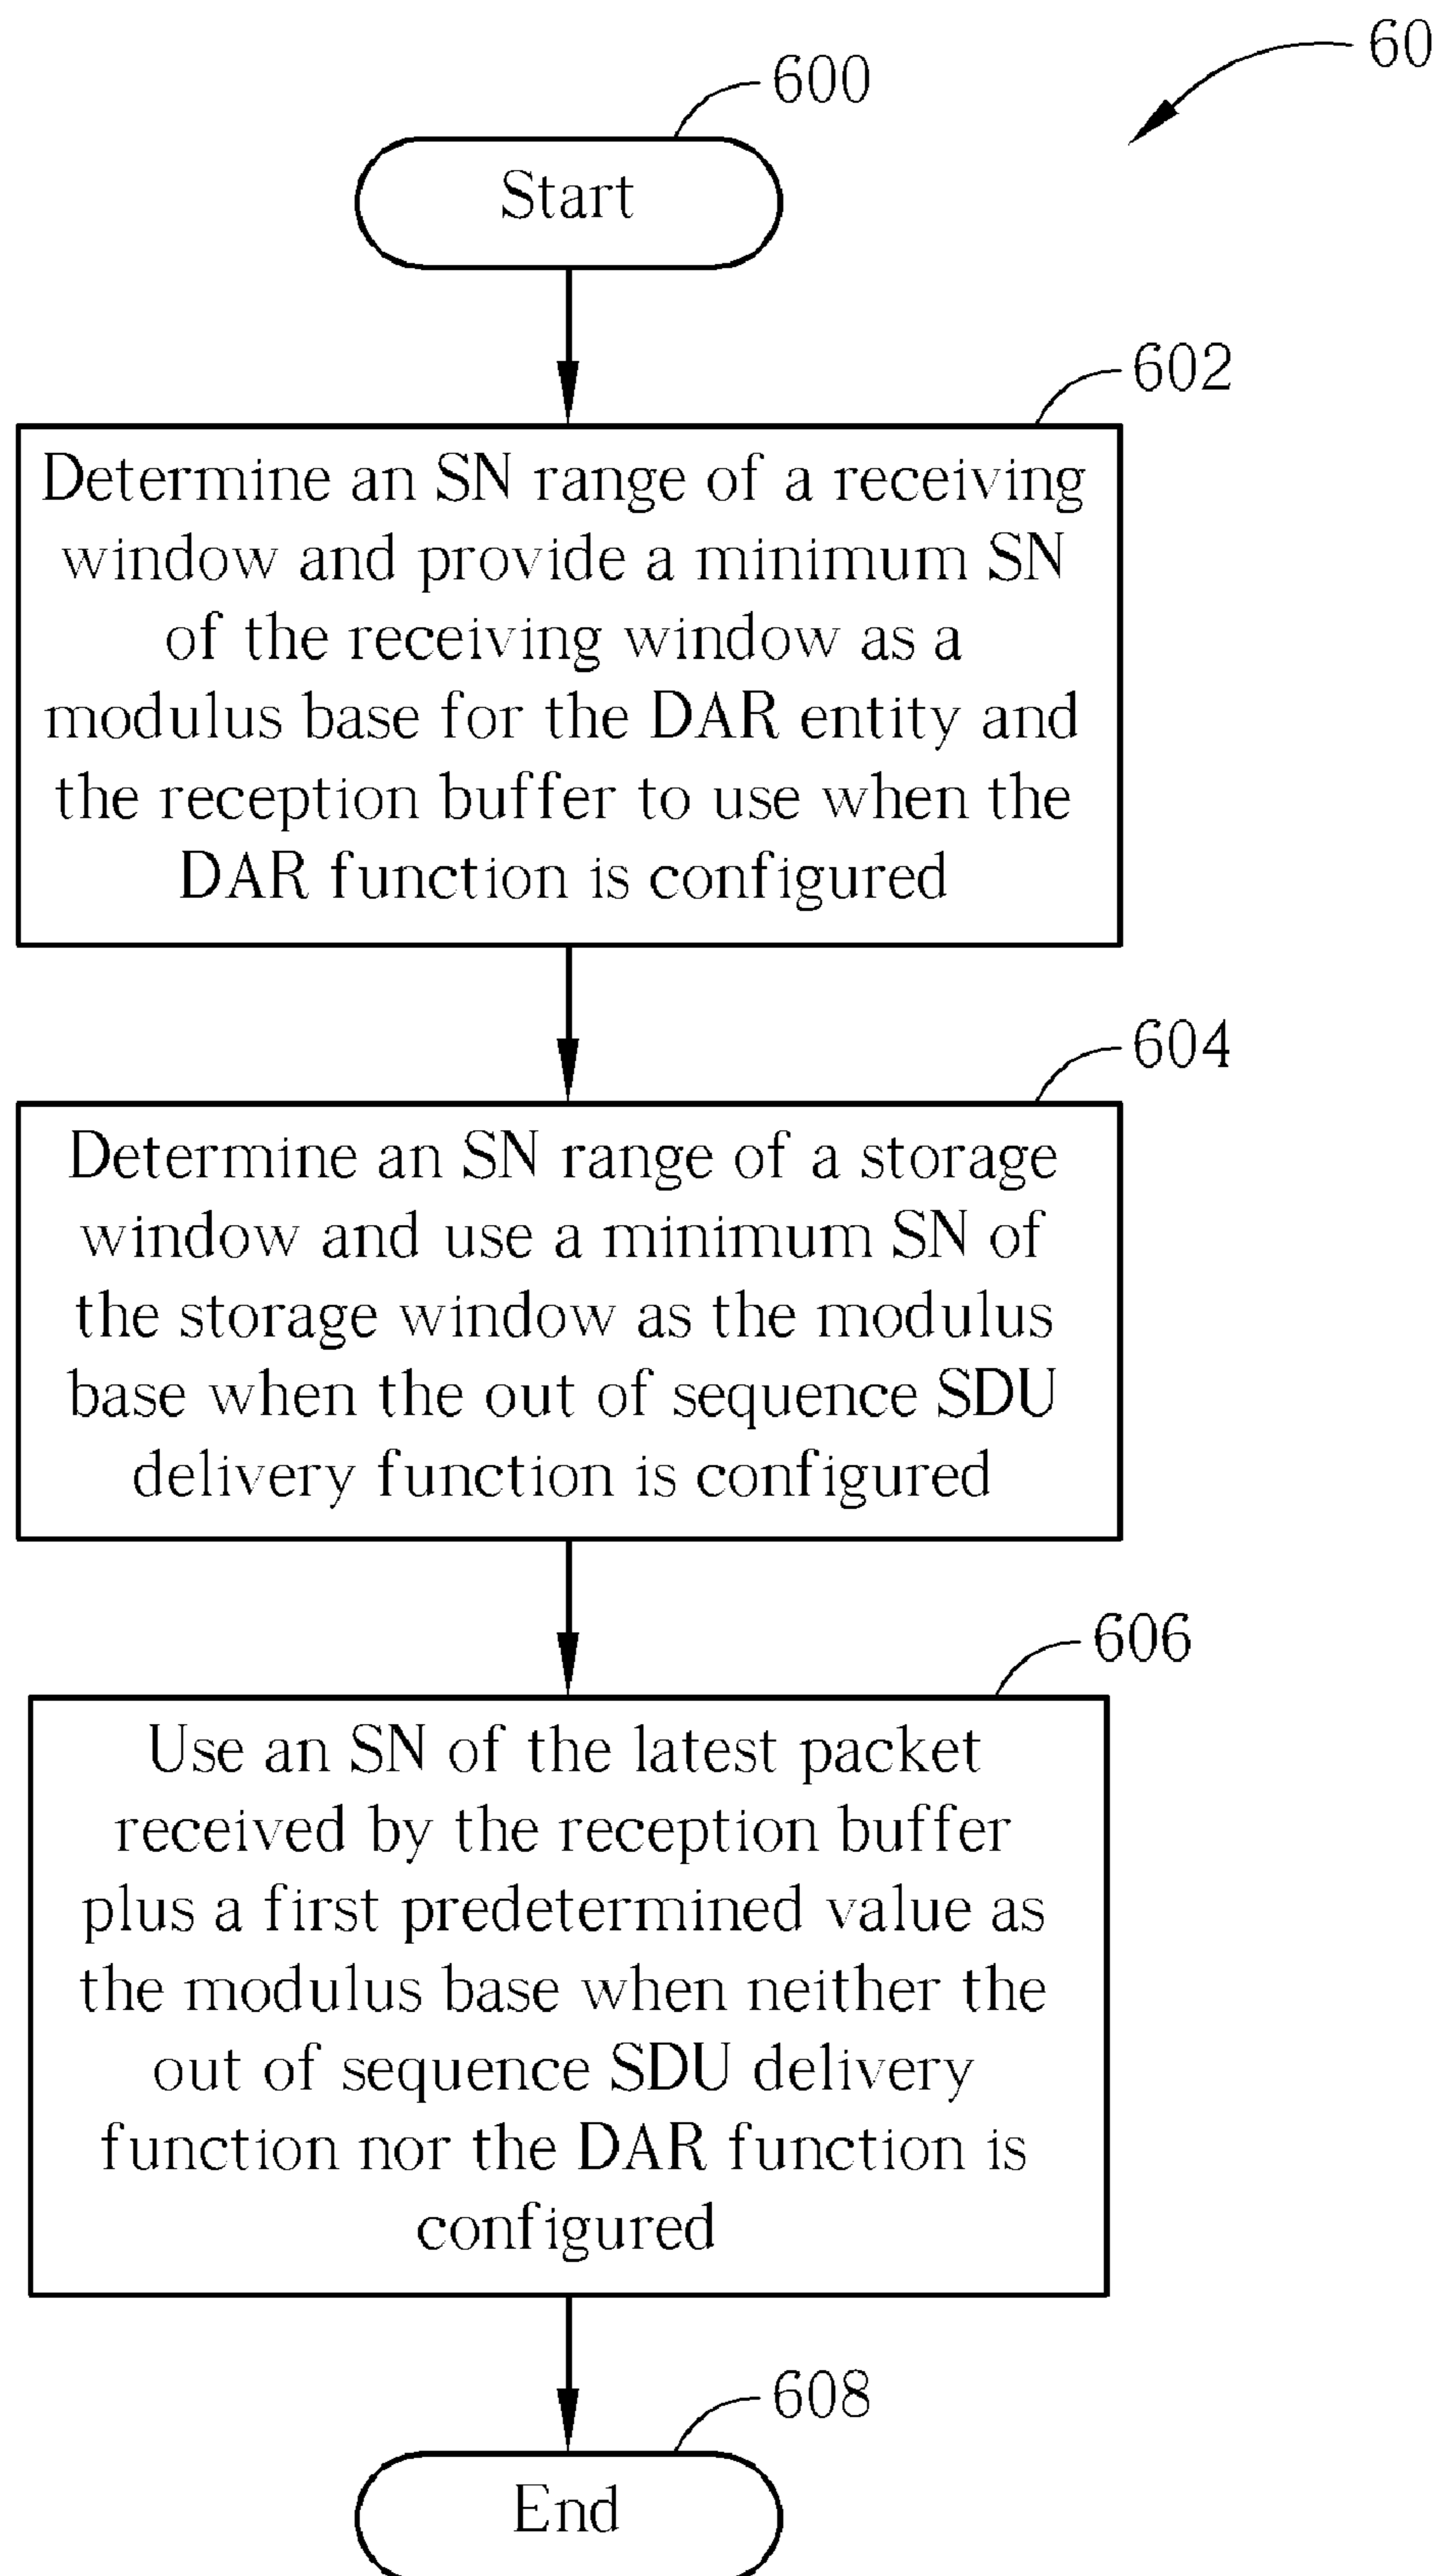 60
600
Start
602
Determine an SN range of a receiving
window and provide a minimum SN
of the receiving window as a
modulus base for the DAR entity and
the reception buffer to use when the
DAR function is configured
604
Determine an SN range of a storage
window and use a minimum SN of
the storage window as the modulus
base when the out of sequence SDU
delivery function is configured
606
Use an SN of the latest packet
received by the reception buffer
plus a first predetermined value as
the modulus base when neither the
out of sequence SDU delivery
function nor the DAR function is
configured
608
End